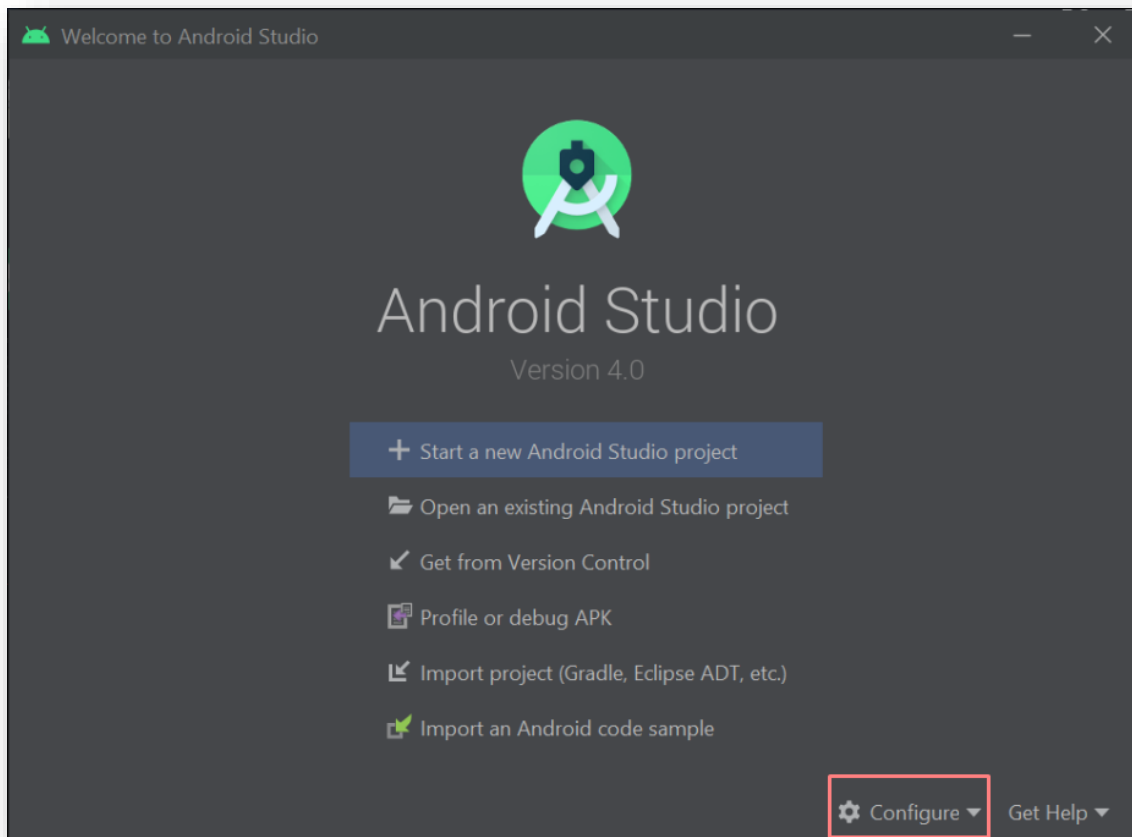 Welcome to Android Studio
Android Studio
Version 4.0
Start a new Android Studio project
Open an existing Android Studio project
Get from Version Control
Profile or debug APK
Import project (Gradle, Eclipse ADT, etc.)
Import an Android code sample
Configure Get Help